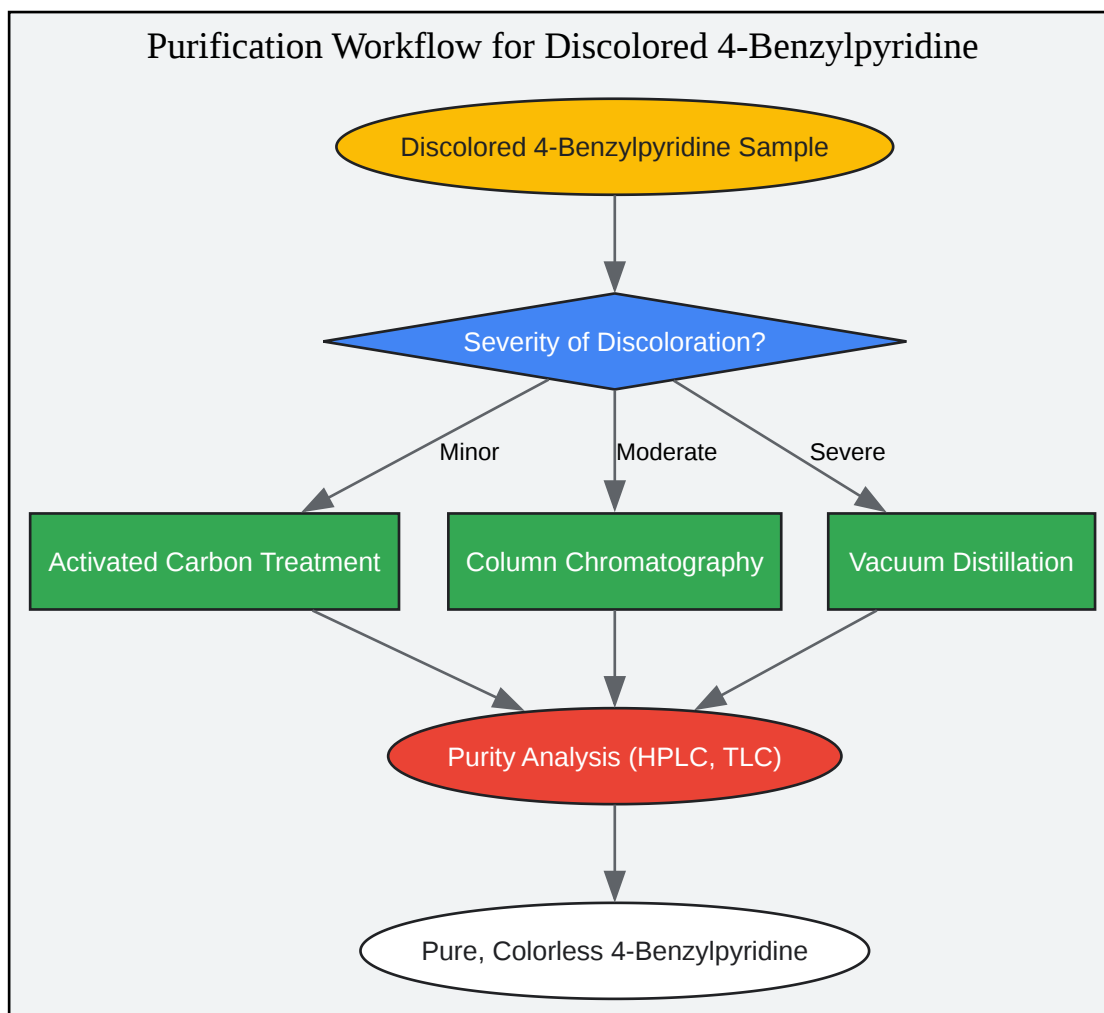 Purification Workflow for Discolored 4-Benzylpyridine
Discolored 4-Benzylpyridine Sample
Severity of Discoloration?
Minor
Moderate
Severe
Activated Carbon Treatment
Column Chromatography
Vacuum Distillation
Purity Analysis (HPLC, TLC)
Pure, Colorless 4-Benzylpyridine